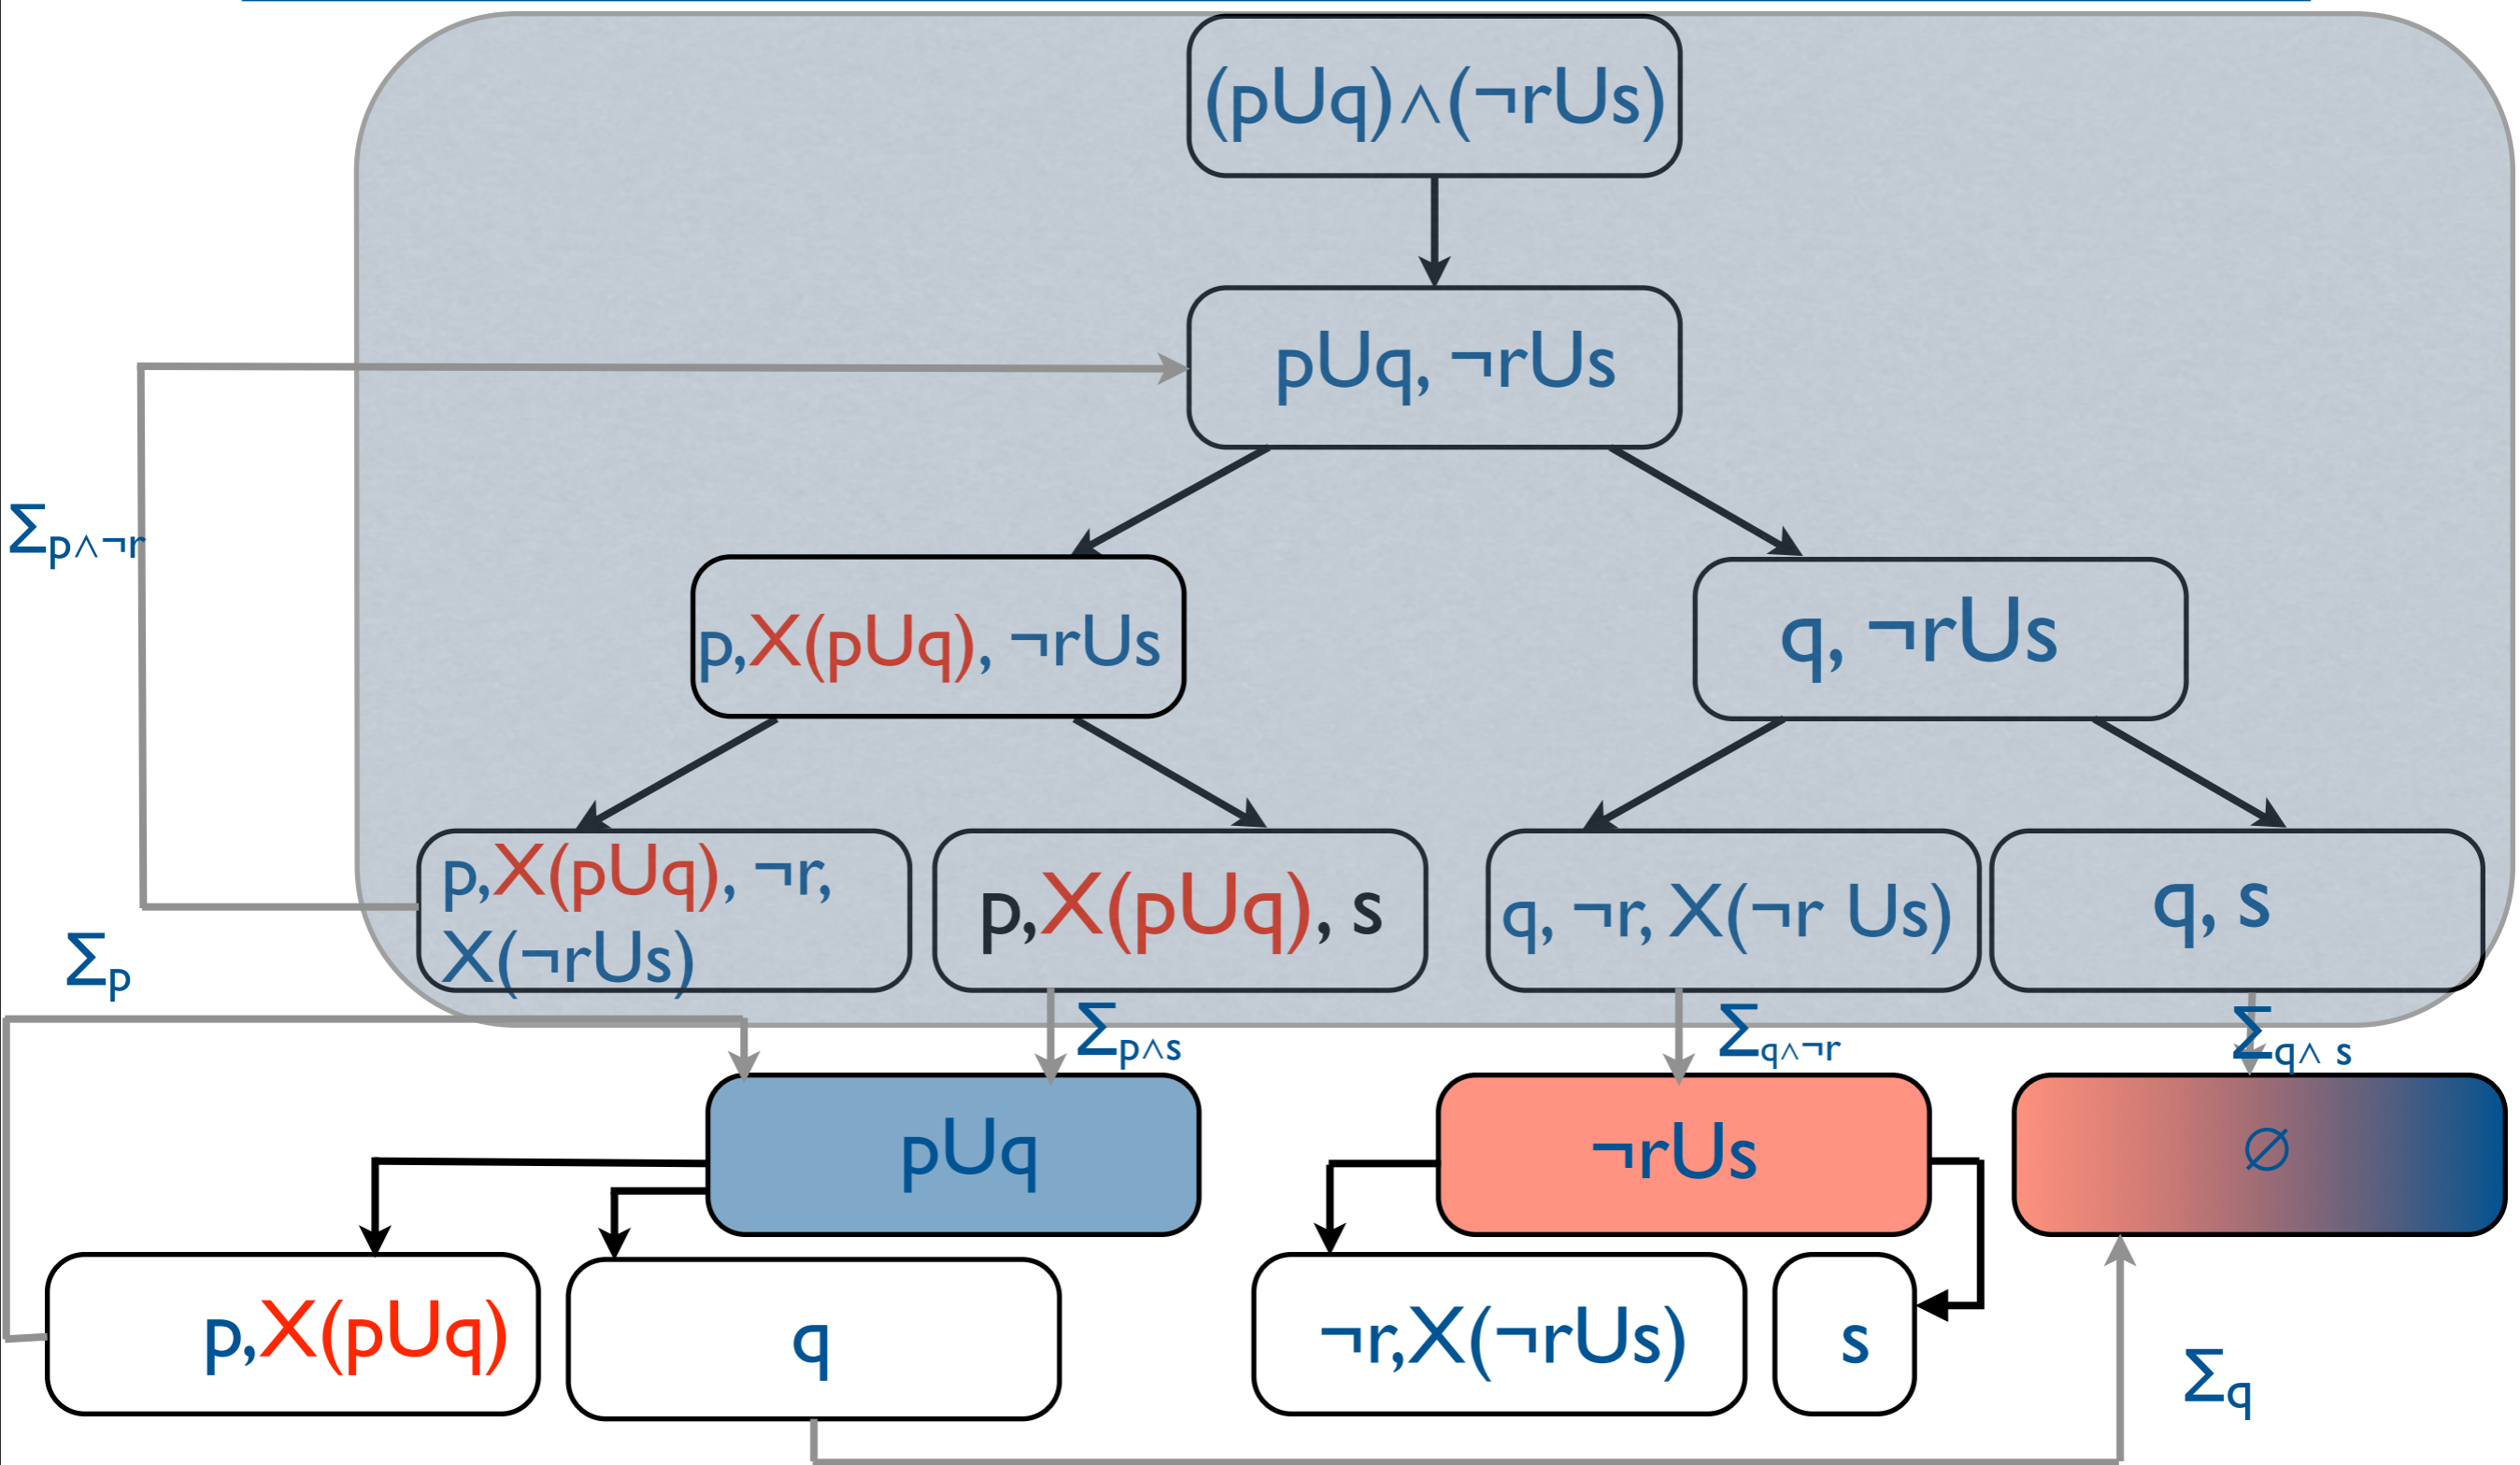 (pUq)∧(¬rUs)
pUq, ¬rUs
Σp∧¬r
p,X(pUq), ¬rUs
q, ¬rUs
p,X(pUq), ¬r,
X(¬rUs)
p,X(pUq), s
q, ¬r, X(¬r Us)
q, s
Σp
Σp∧s
Σq∧¬r
Σq∧ s
pUq
¬rUs
∅
p,X(pUq)
q
¬r,X(¬rUs)
s
Σq